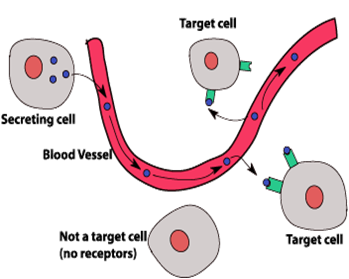 Target cell
Secreting cell
Blood Vessel
Not a target cell
(no receptors)
Target cell